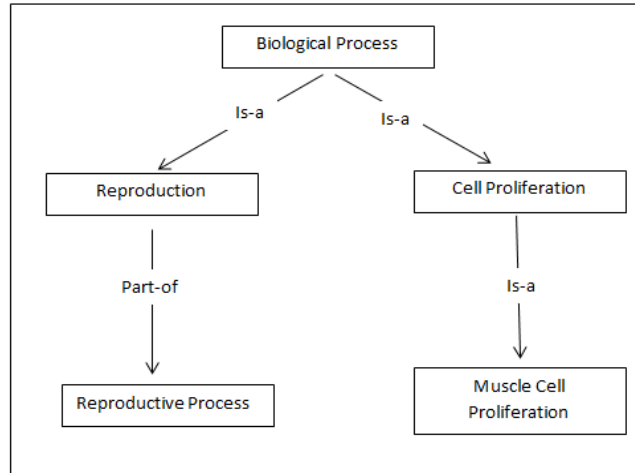 Biological Process
Is-a
Is-a
Reproduction
Cell Proliferation
Part-of
Is-a
Reproductive Process
Muscle Cell
Proliferation